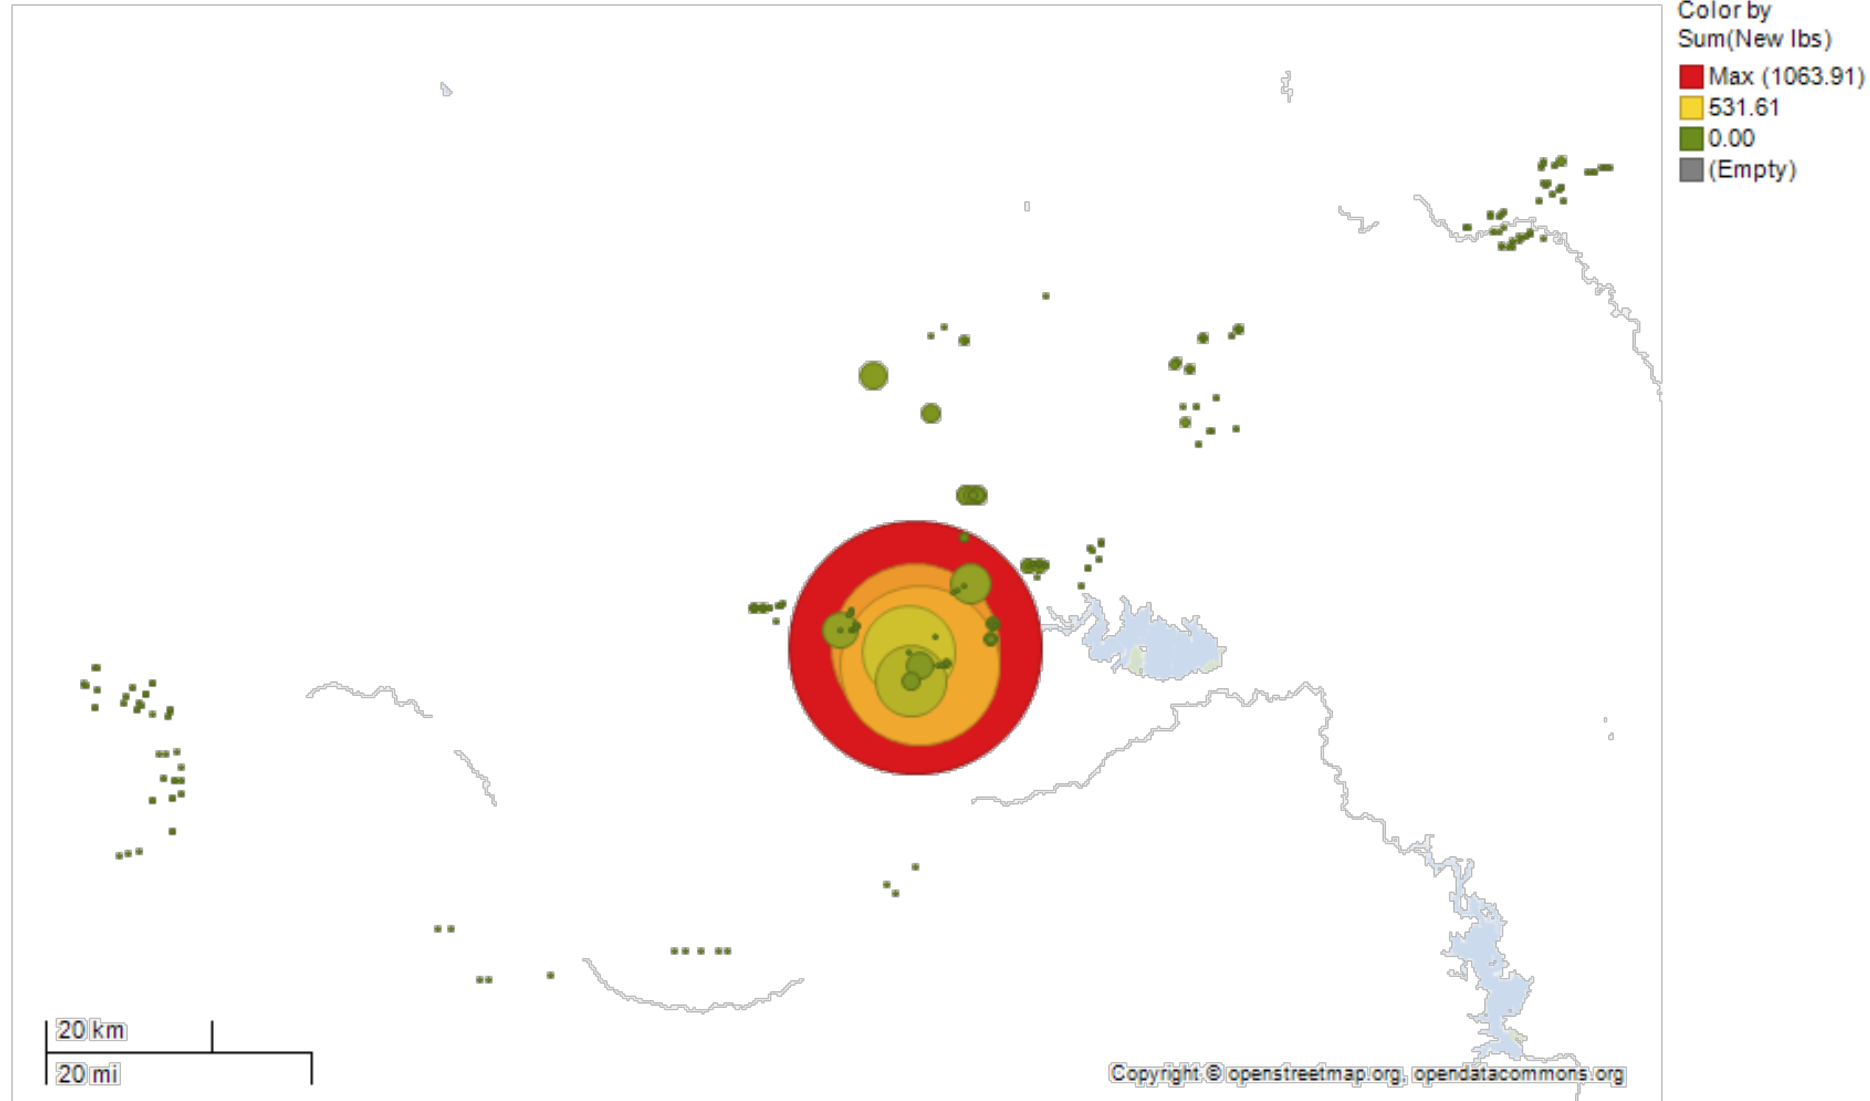 Color by
Sum(New lbs)
Max (1063.91)
531.61
0.00
(Empty)
20 km
20 mi
Copyright © openstreetmap.org, opendatacommons.org